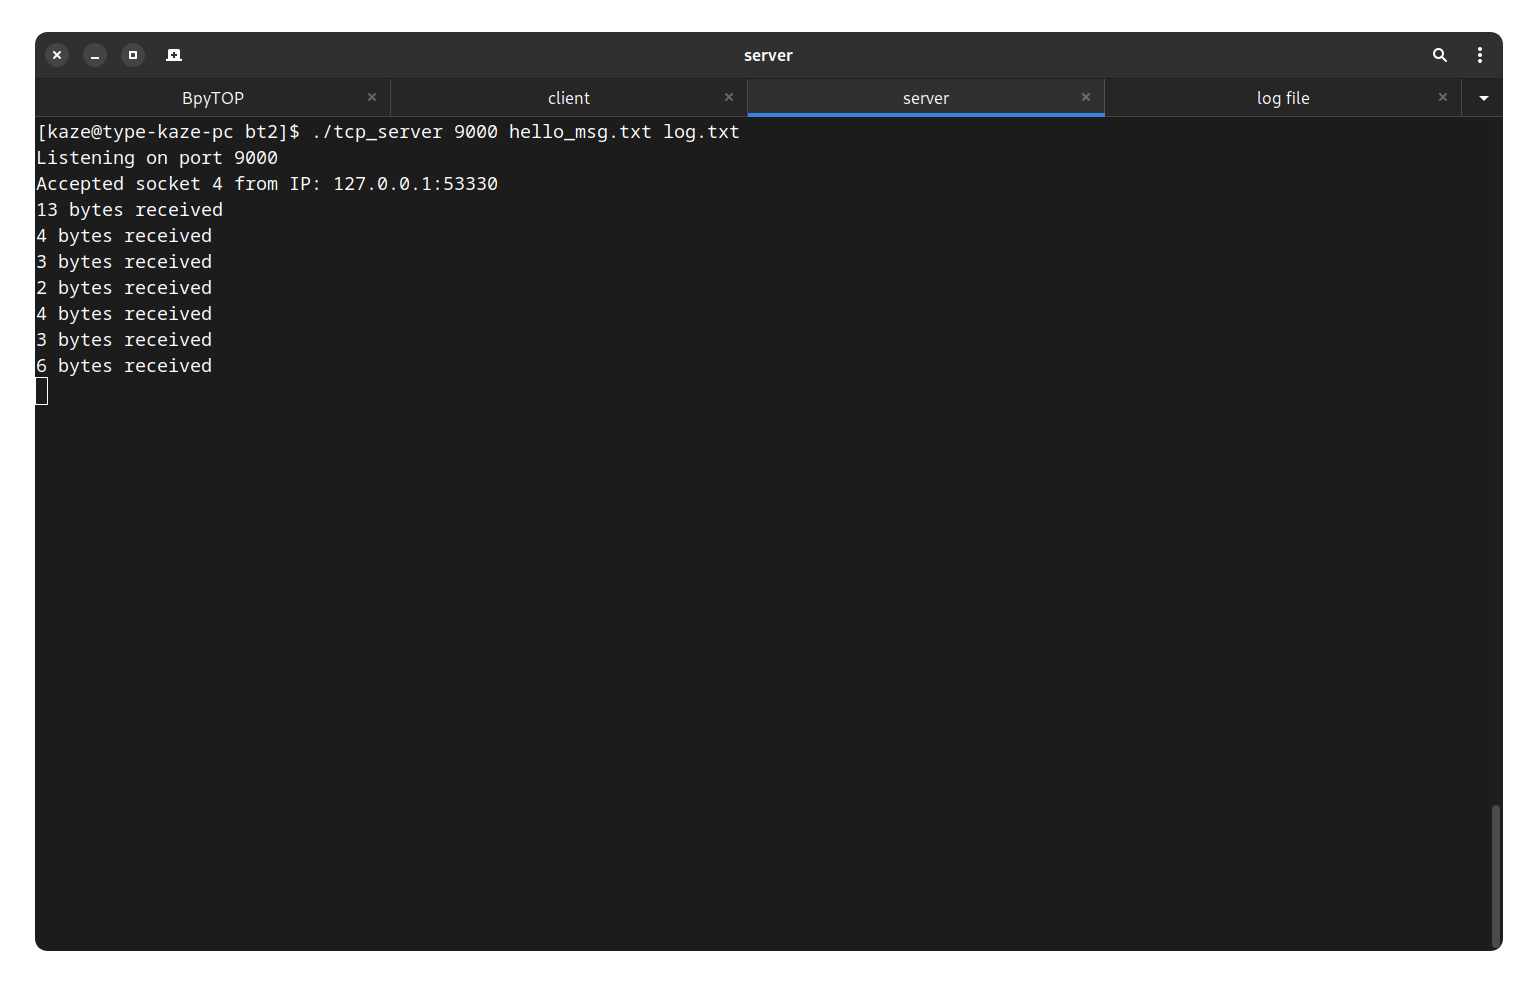 server
BpyTOP
client
server
log file
[kaze@type-kaze-pc bt2]$ ./tcp_server 9000 hello_msg.txt log.txt
Listening on port 9000
Accepted socket 4 from IP: 127.0.0.1:53330
13 bytes received
4 bytes received
3 bytes received
2 bytes received
4 bytes received
3 bytes received
6 bytes received